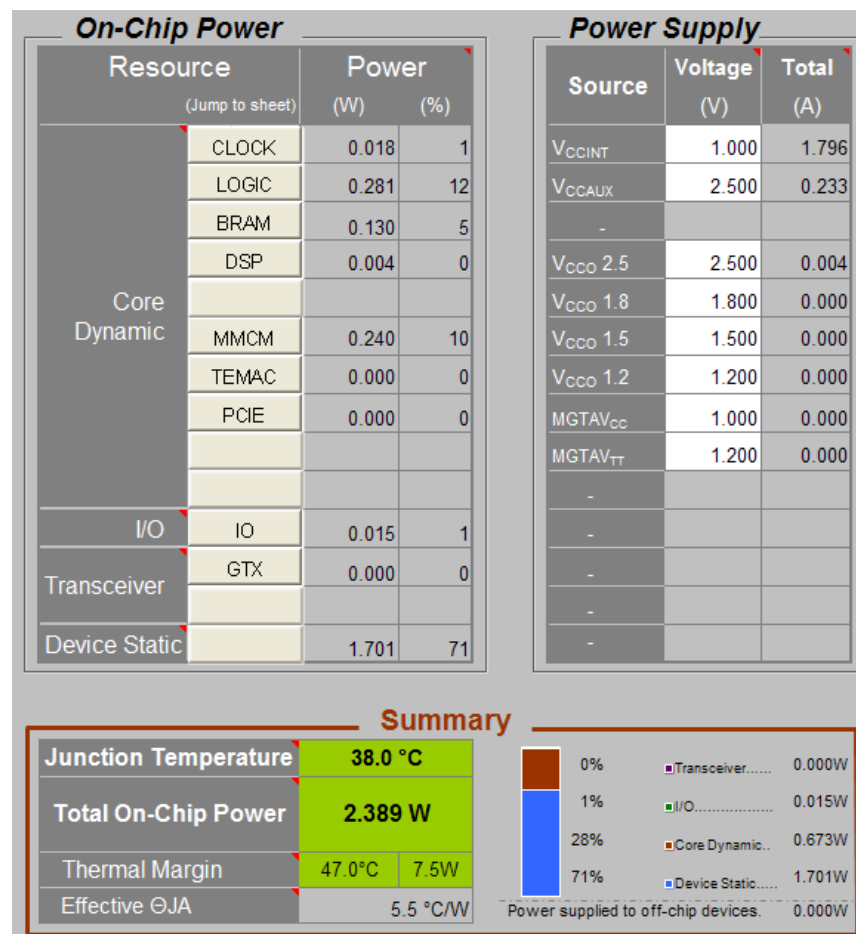 On-Chip Power
Resource Power
(Jump to sheet) (W) (%)
Core Dynamic
CLOCK 0.018 1
LOGIC 0.281 12
BRAM 0.130 5
DSP 0.004 0
MMCM 0.240 10
TEMAC 0.000 0
PCIE 0.000 0
I/O IO 0.015 1
Transceiver GTX 0.000 0
Device Static 1.701 71
Power Supply
Source Voltage Total
(V) (A)
VCCINT 1.000 1.796
VCCAUX 2.500 0.233
-
VCCO 2.5 2.500 0.004
VCCO 1.8 1.800 0.000
VCCO 1.5 1.500 0.000
VCCO 1.2 1.200 0.000
MGTAVCC 1.000 0.000
MGTAVTT 1.200 0.000
-
-
-
-
-
Summary
Junction Temperature 38.0 °C
Total On-Chip Power 2.389 W
Thermal Margin 47.0°C 7.5W
Effective ΘJA 5.5 °C/W
0% Transceiver...... 0.000W
1% I/O.................. 0.015W
28% Core Dynamic.. 0.673W
71% Device Static..... 1.701W
Power supplied to off-chip devices. 0.000W